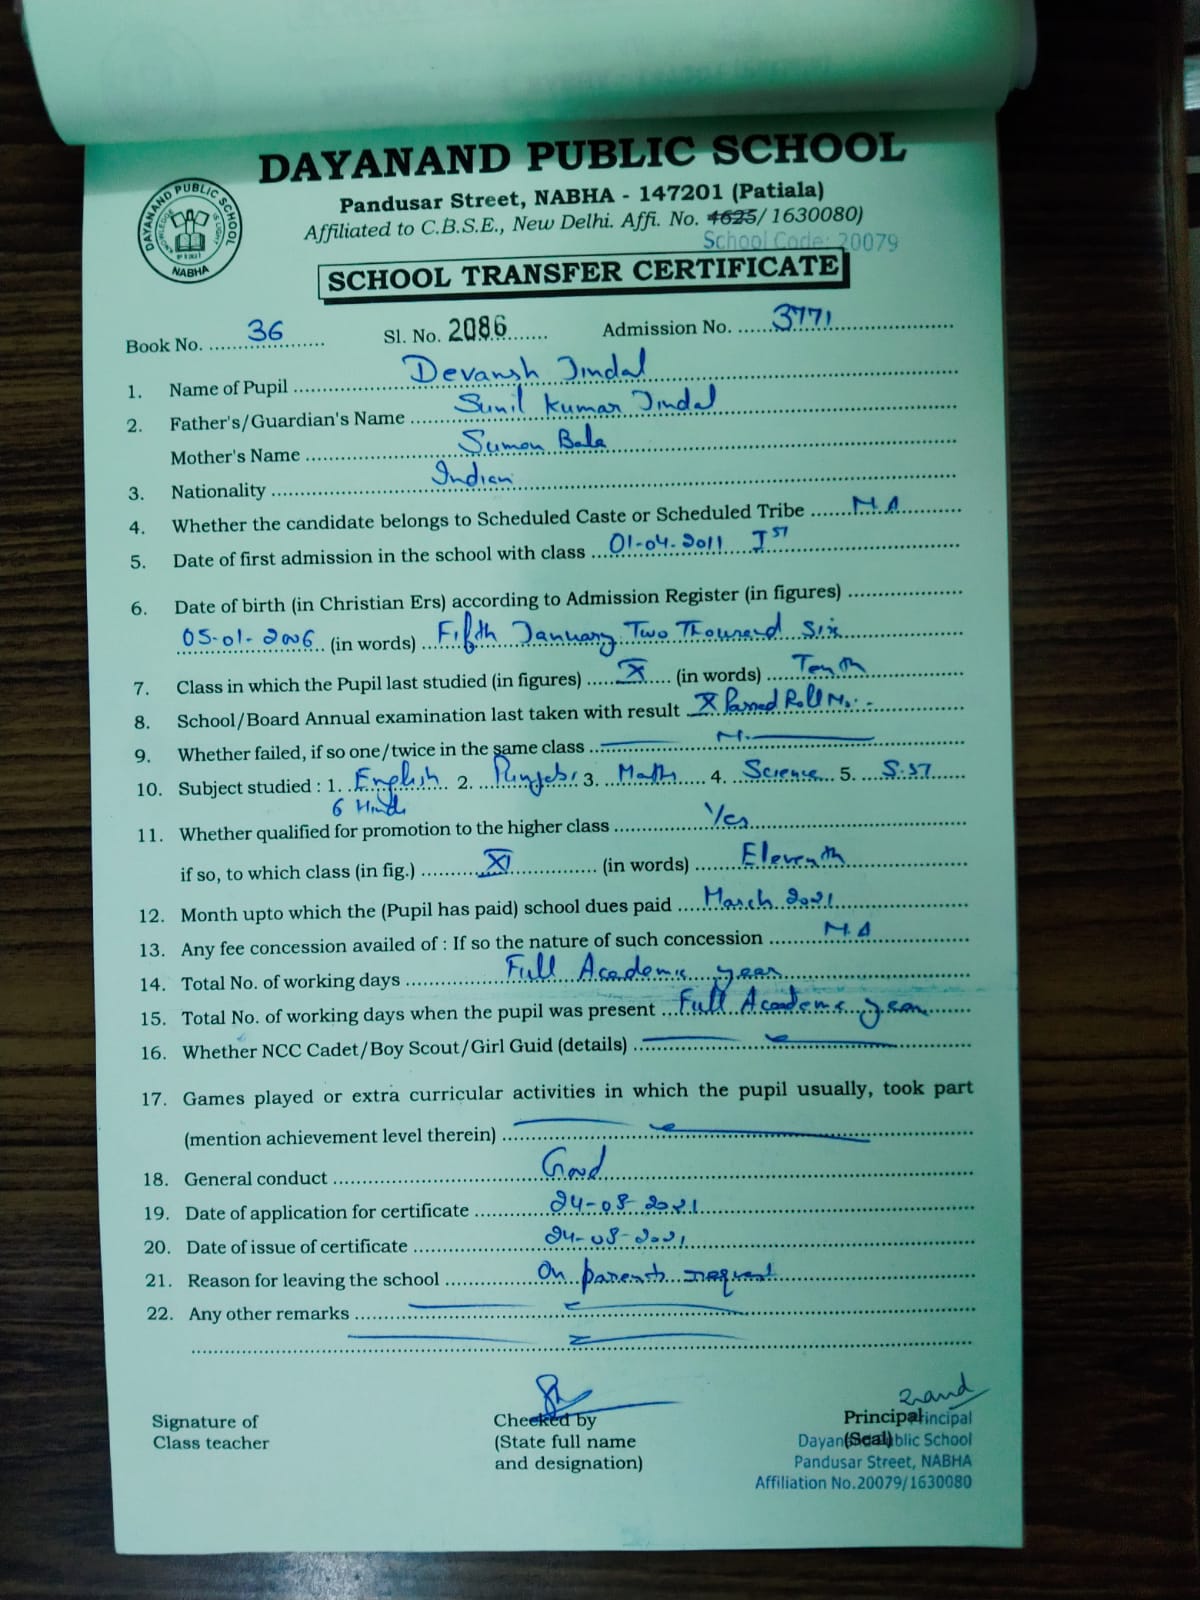 DAYANAND PUBLIC SCHOOL
Pandusar Street, NABHA - 147201 (Patiala)
Affiliated to C.B.S.E., New Delhi. Affi. No. 4625/ 1630080)
School Code: 20079
DAYANAND PUBLIC SCHOOL
NABHA
SCHOOL TRANSFER CERTIFICATE
Book No. 36 Sl. No. 2086 Admission No. 3771
1. Name of Pupil Devansh Jindal
2. Father's/Guardian's Name Sunil Kumar Jindal
Mother's Name Suman Bala
3. Nationality Indian
4. Whether the candidate belongs to Scheduled Caste or Scheduled Tribe N.A
5. Date of first admission in the school with class 01-04-2011 Ist
6. Date of birth (in Christian Ers) according to Admission Register (in figures)
05-01-2006 (in words) Fifth January Two Thousand Six
7. Class in which the Pupil last studied (in figures) X (in words) Tenth
8. School/Board Annual examination last taken with result X Passed Roll No.
9. Whether failed, if so one/twice in the same class
10. Subject studied : 1. English 2. Punjabi 3. Math 4. Science 5. S.St
6 Hindi
11. Whether qualified for promotion to the higher class Yes
if so, to which class (in fig.) XI (in words) Eleventh
12. Month upto which the (Pupil has paid) school dues paid March 2021
13. Any fee concession availed of : If so the nature of such concession N.A
14. Total No. of working days Full Academic year
15. Total No. of working days when the pupil was present Full Academic year
16. Whether NCC Cadet/Boy Scout/Girl Guid (details)
17. Games played or extra curricular activities in which the pupil usually, took part
(mention achievement level therein)
18. General conduct Good
19. Date of application for certificate 24-08-2021
20. Date of issue of certificate 24-08-2021
21. Reason for leaving the school On parents request
22. Any other remarks
Signature of
Class teacher
Checked by
(State full name
and designation)
Principal
(Seal)
Principal
Dayanand Public School
Pandusar Street, NABHA
Affiliation No.20079/1630080